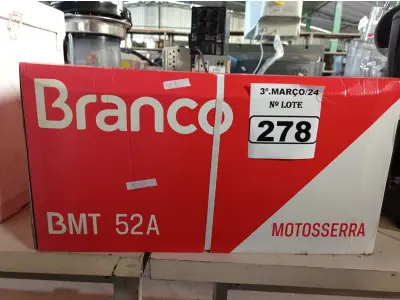 Branco
3º.MARÇO/24
Nº LOTE
278
BMT 52A
MOTOSSERRA